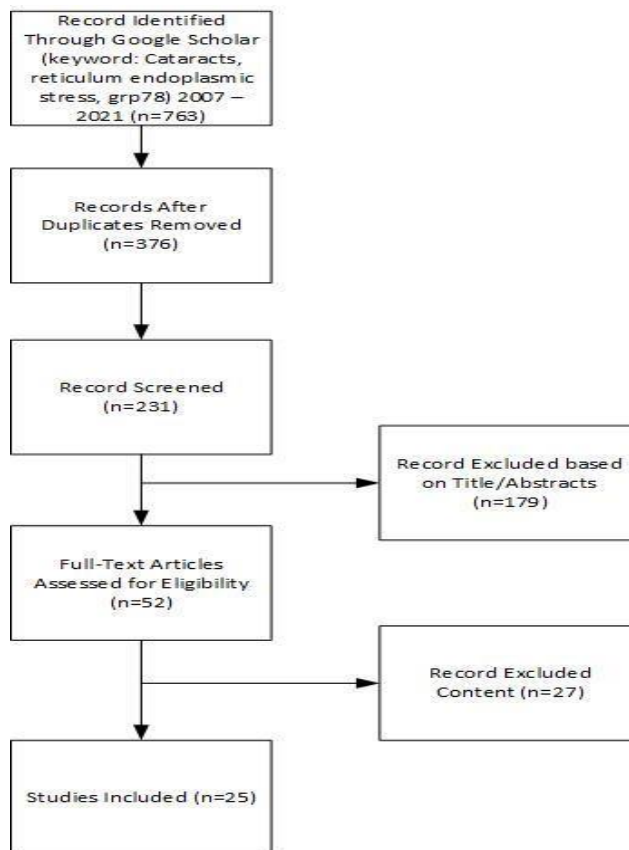 Record Identified
Through Google Scholar
(keyword: Cataracts,
reticulum endoplasmic
stress, grp78) 2007 –
2021 (n=763)
Records After
Duplicates Removed
(n=376)
Record Screened
(n=231)
Record Excluded based
on Title/Abstracts
(n=179)
Full-Text Articles
Assessed for Eligibility
(n=52)
Record Excluded
Content (n=27)
Studies Included (n=25)